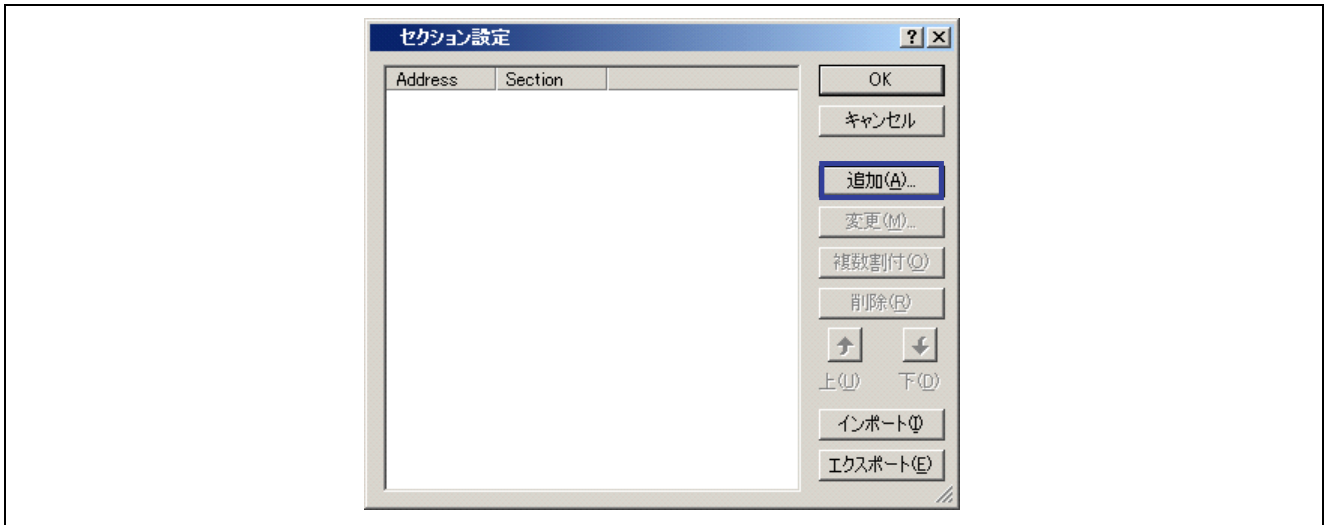 セクション設定
Address Section
OK
キャンセル
追加(A)...
変更(M)...
複数割付(O)
削除(R)
上(U) 下(D)
インポート(I)
エクスポート(E)